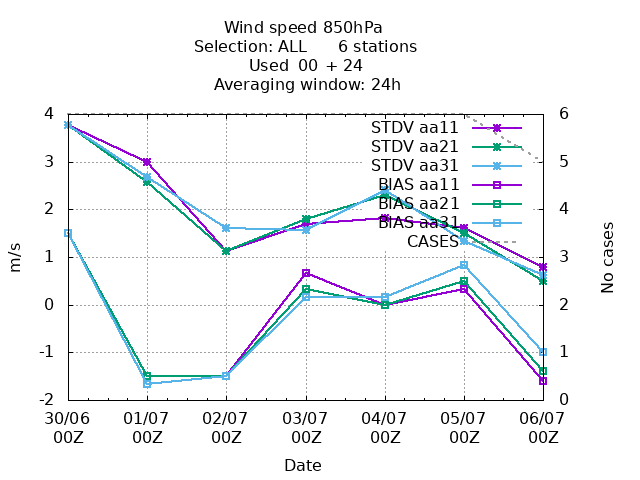 Wind speed 850hPa
Selection: ALL 6 stations
Used 00 + 24
Averaging window: 24h
STDV aa11
STDV aa21
STDV aa31
BIAS aa11
BIAS aa21
BIAS aa31
CASES
4
3
2
1
0
-1
-2
m/s
6
5
4
3
2
1
0
No cases
30/06 01/07 02/07 03/07 04/07 05/07 06/07
00Z 00Z 00Z 00Z 00Z 00Z 00Z
Date